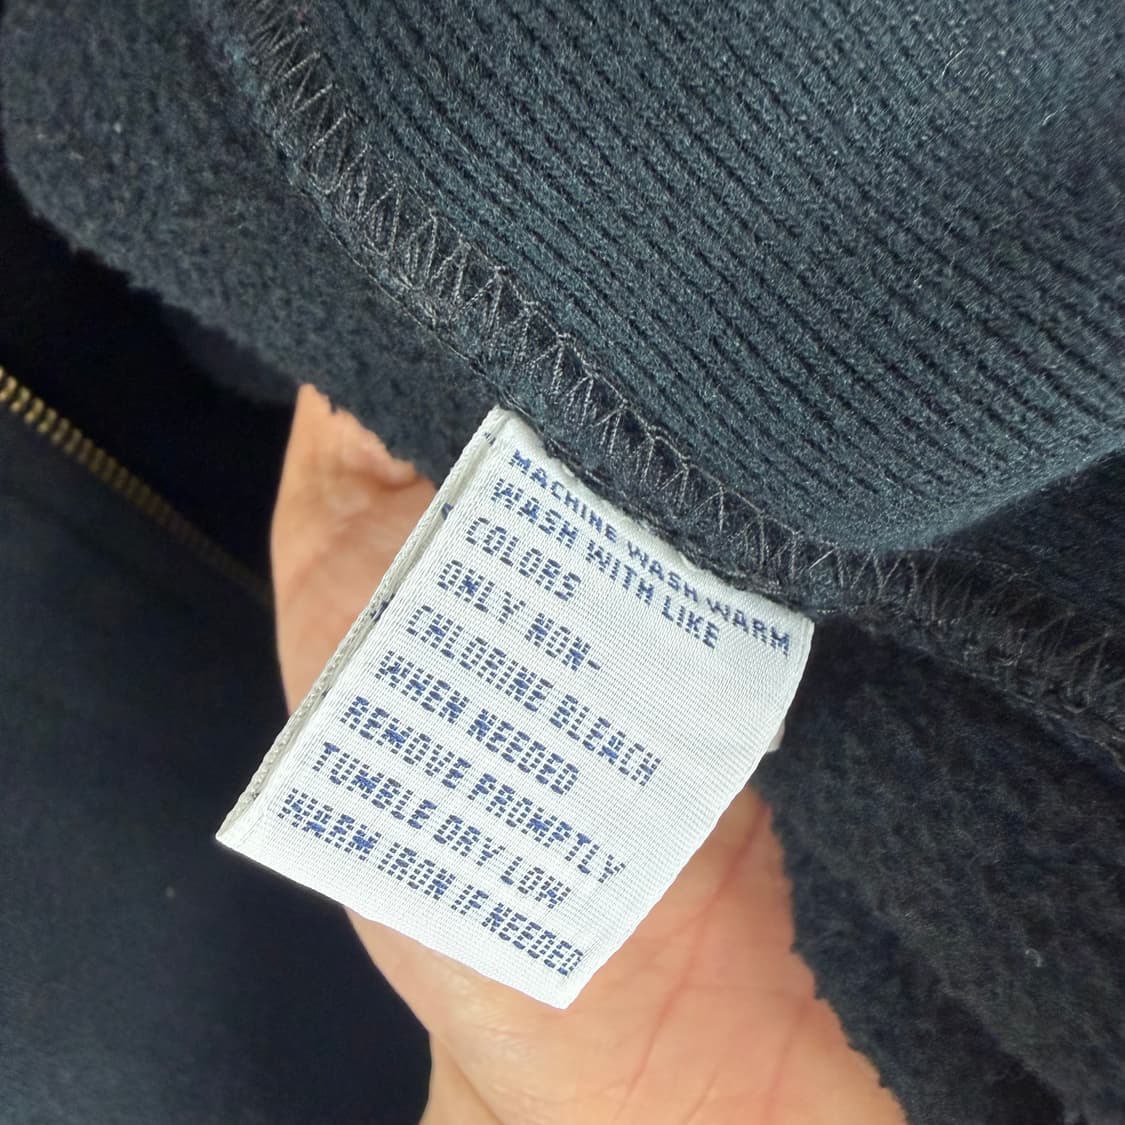 MACHINE WASH WARM
WASH WITH LIKE
COLORS
ONLY NON-
CHLORINE BLEACH
WHEN NEEDED
REMOVE PROMPTLY
TUMBLE DRY LOW
WARM IRON IF NEEDED